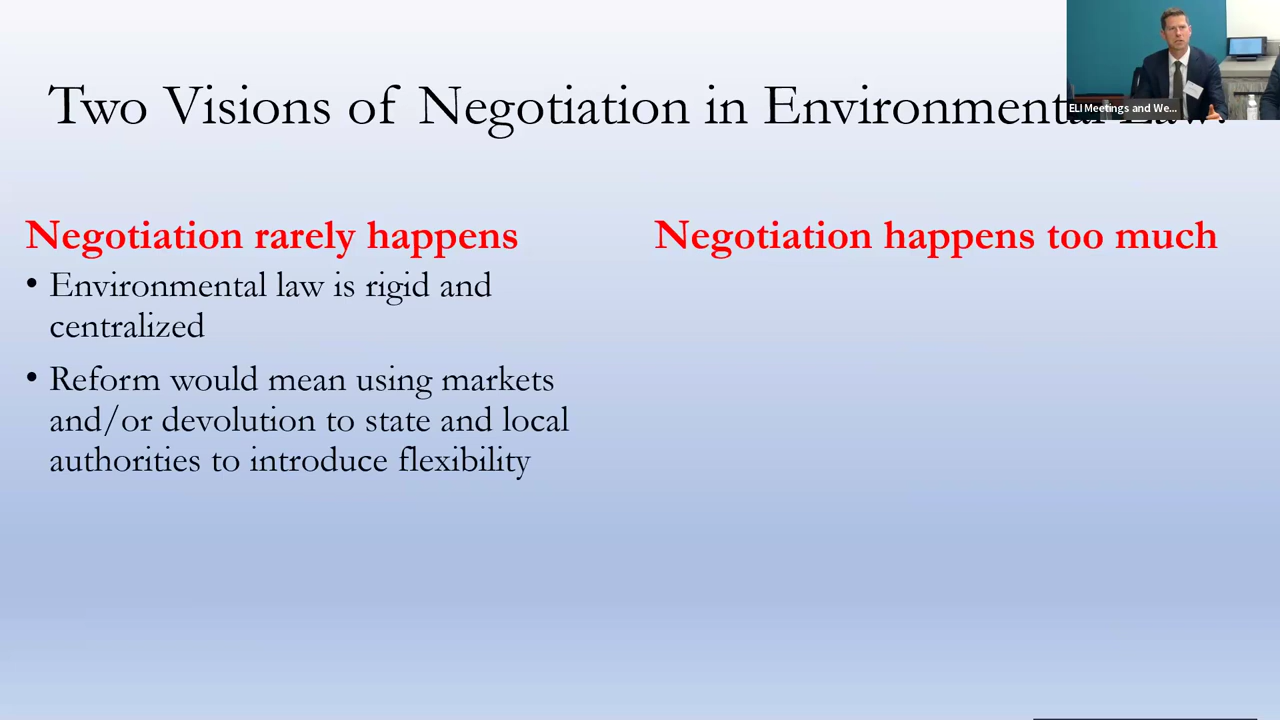 Two Visions of Negotiation in Environmental Law:
ELI Meetings and We...
Negotiation rarely happens
Negotiation happens too much
• Environmental law is rigid and
centralized
• Reform would mean using markets
and/or devolution to state and local
authorities to introduce flexibility